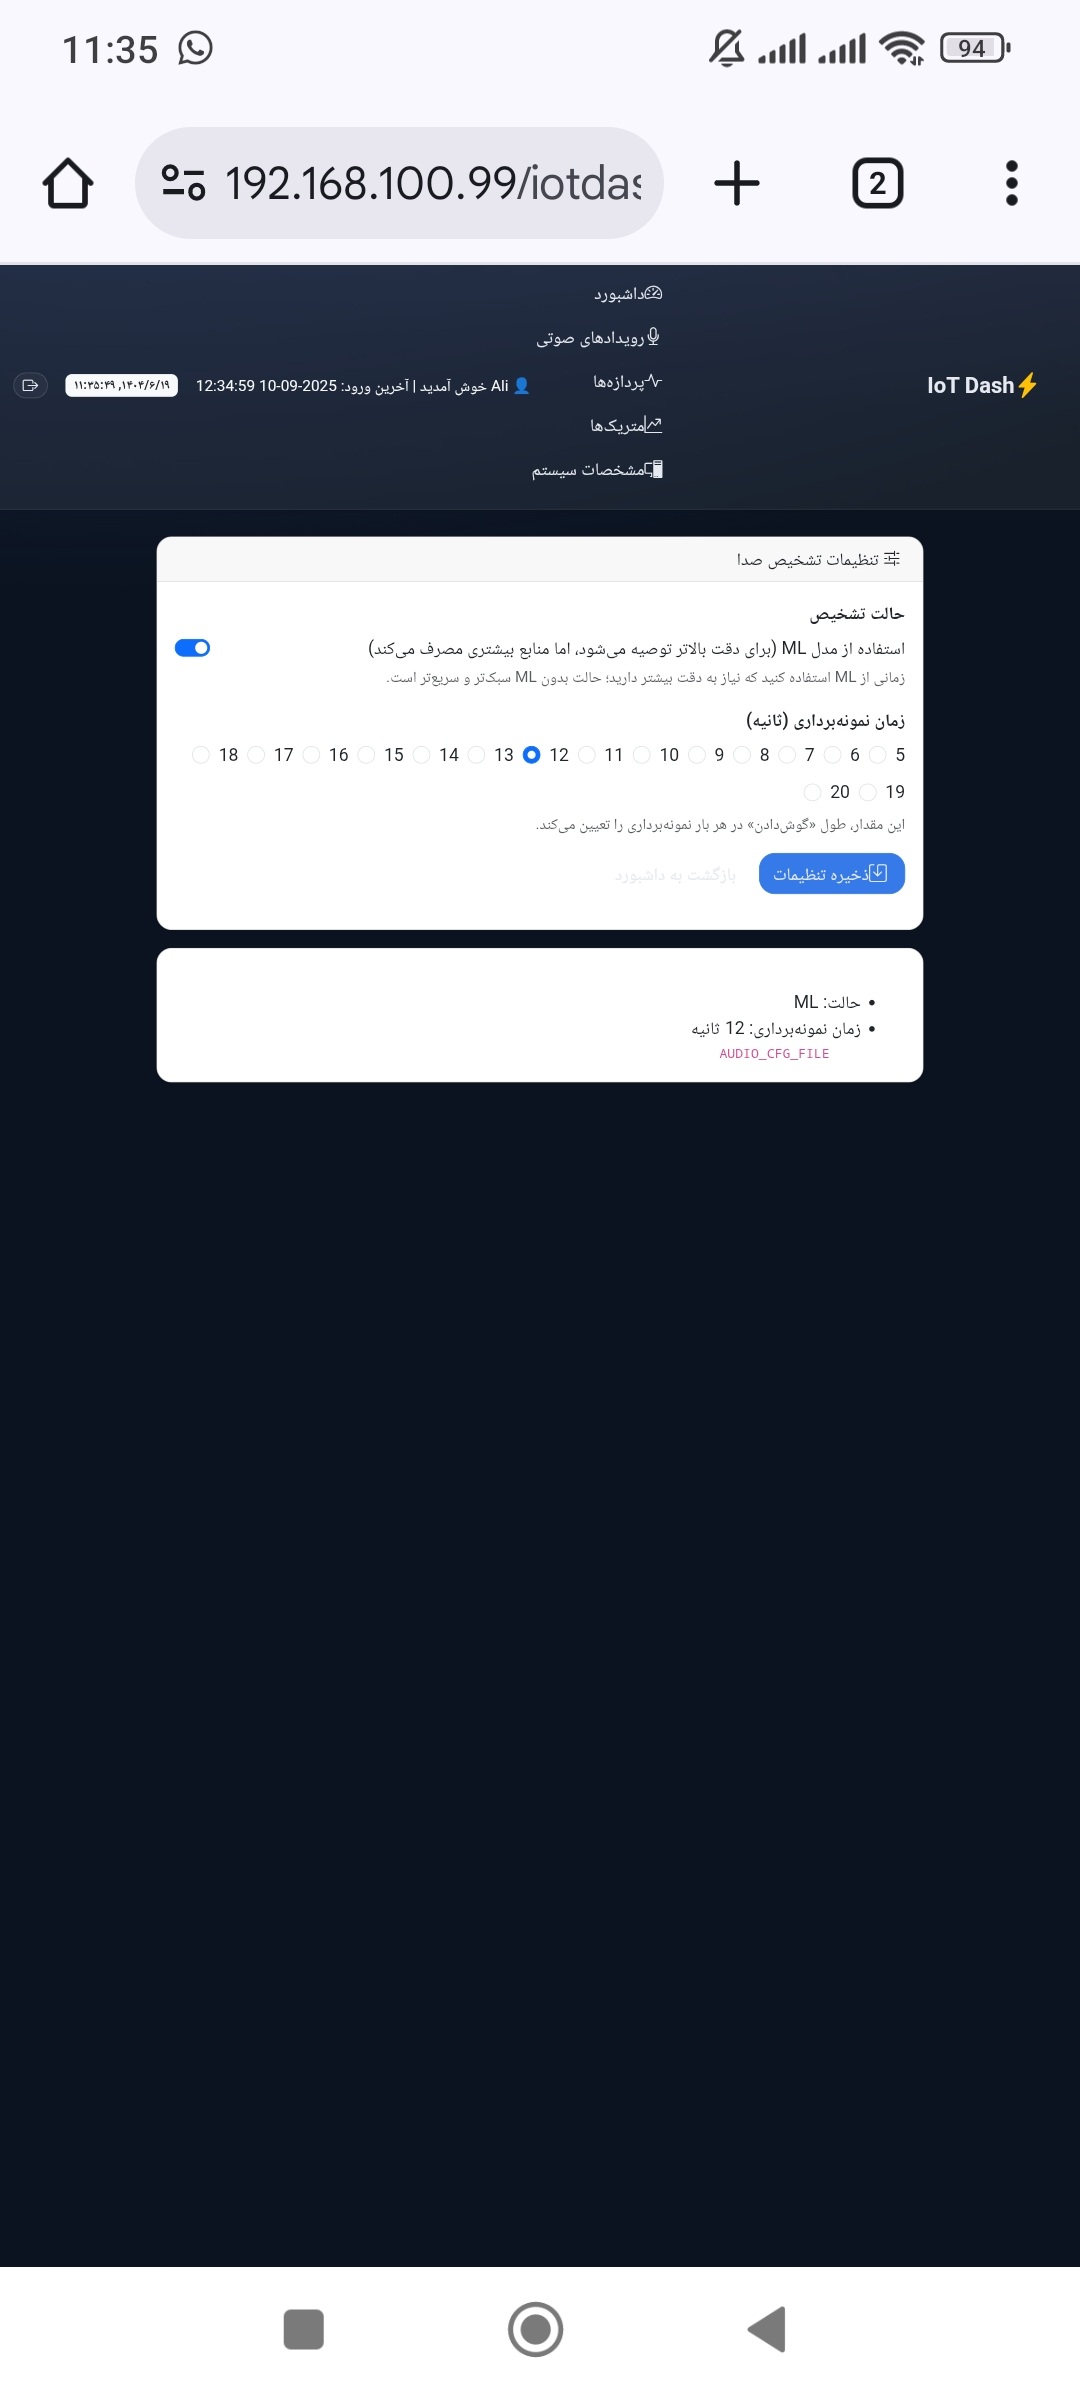 11:35
94
192.168.100.99/iotdas
2
داشبورد
رویدادهای صوتی
پردازه‌ها
متریک‌ها
مشخصات سیستم
IoT Dash
Ali خوش آمدید | آخرین ورود: 2025-09-10 12:34:59
۱۴۰۴/۶/۱۹, ۱۱:۳۵:۴۹
تنظیمات تشخیص صدا
حالت تشخیص
استفاده از مدل ML (برای دقت بالاتر توصیه می‌شود، اما منابع بیشتری مصرف می‌کند)
زمانی از ML استفاده کنید که نیاز به دقت بیشتر دارید؛ حالت بدون ML سبک‌تر و سریع‌تر است.
زمان نمونه‌برداری (ثانیه)
5 6 7 8 9 10 11 12 13 14 15 16 17 18
19 20
این مقدار، طول «گوش‌دادن» در هر بار نمونه‌برداری را تعیین می‌کند.
ذخیره تنظیمات
بازگشت به داشبورد
• حالت: ML
• زمان نمونه‌برداری: 12 ثانیه
AUDIO_CFG_FILE